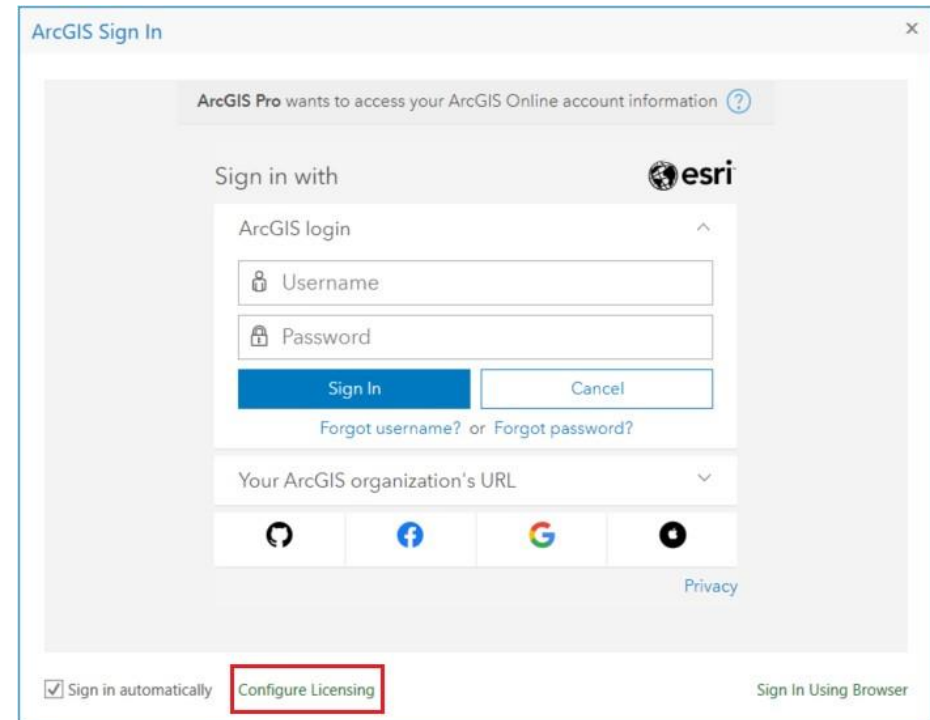 ArcGIS Sign In
ArcGIS Pro wants to access your ArcGIS Online account information ?
Sign in with esri
ArcGIS login
Username
Password
Sign In Cancel
Forgot username? or Forgot password?
Your ArcGIS organization's URL
Privacy
Sign in automatically Configure Licensing Sign In Using Browser